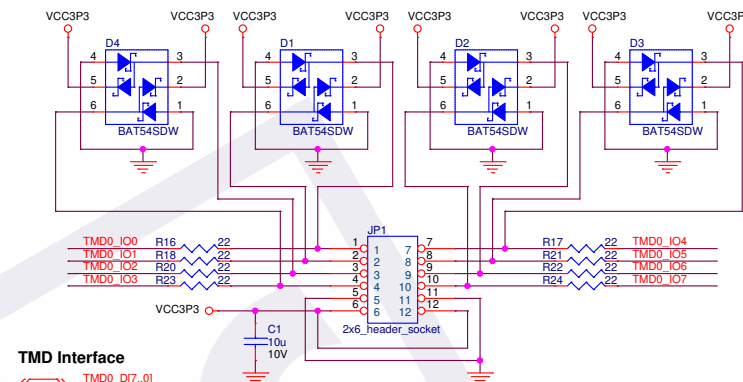 VCC3P3 VCC3P3 VCC3P3 VCC3P3 VCC3P3 VCC3P3 VCC3P3
D4 D1 D2 D3
4 3 4 3 4 3 4 3
5 2 5 2 5 2 5 2
6 1 6 1 6 1 6 1
BAT54SDW BAT54SDW BAT54SDW BAT54SDW
JP1
TMD0_IO0 R16 22 1 1 7 7 R17 22 TMD0_IO4
TMD0_IO1 R18 22 2 2 8 8 R21 22 TMD0_IO5
TMD0_IO2 R20 22 3 3 9 9 R22 22 TMD0_IO6
TMD0_IO3 R23 22 4 4 10 10 R24 22 TMD0_IO7
5 5 11 11
VCC3P3 6 6 12 12
C1 2x6_header_socket
10u
10V
TMD Interface
TMD0_D[7..0]